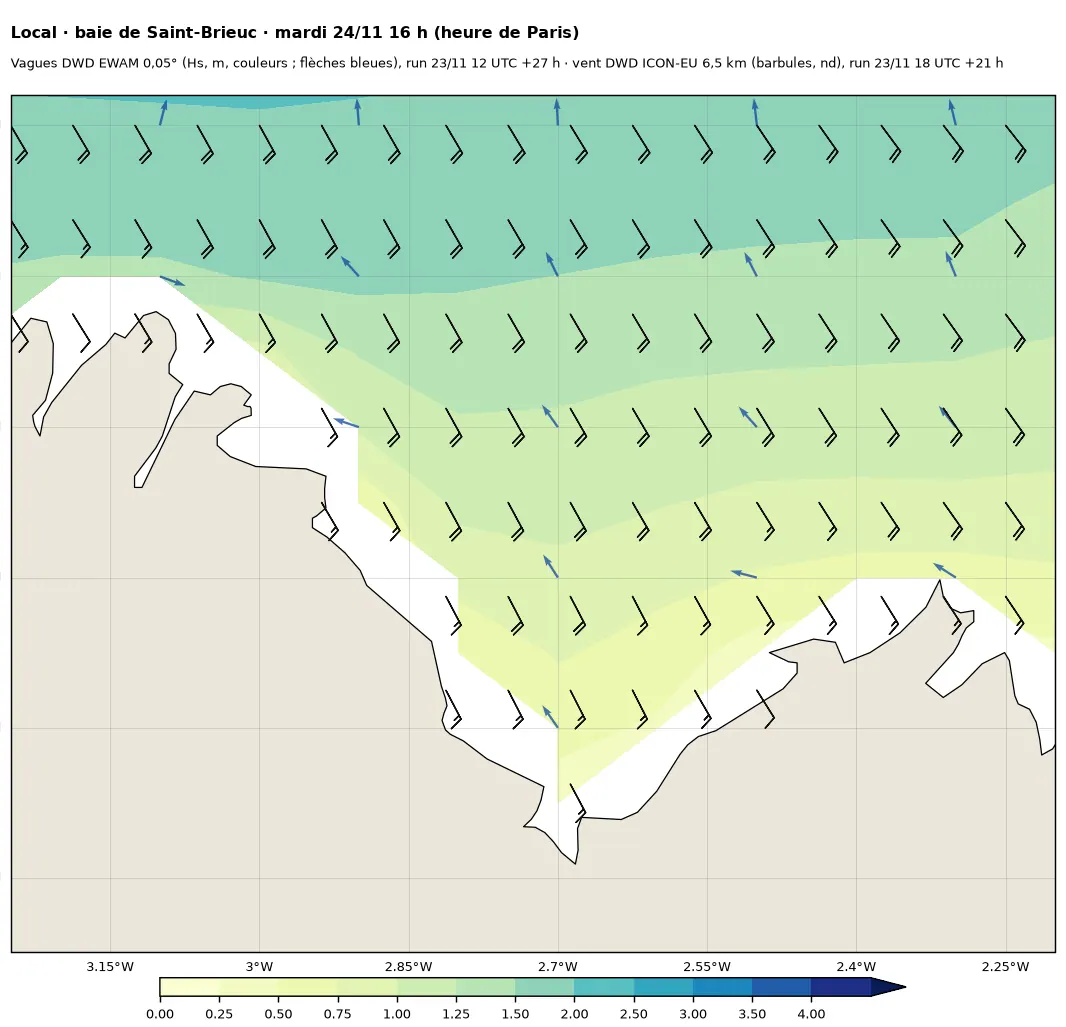 Local · baie de Saint-Brieuc · mardi 24/11 16 h (heure de Paris)
Vagues DWD EWAM 0,05° (Hs, m, couleurs ; flèches bleues), run 23/11 12 UTC +27 h · vent DWD ICON-EU 6,5 km (barbules, nd), run 23/11 18 UTC +21 h
3.15°W 3°W 2.85°W 2.7°W 2.55°W 2.4°W 2.25°W
0.00 0.25 0.50 0.75 1.00 1.25 1.50 2.00 2.50 3.00 3.50 4.00